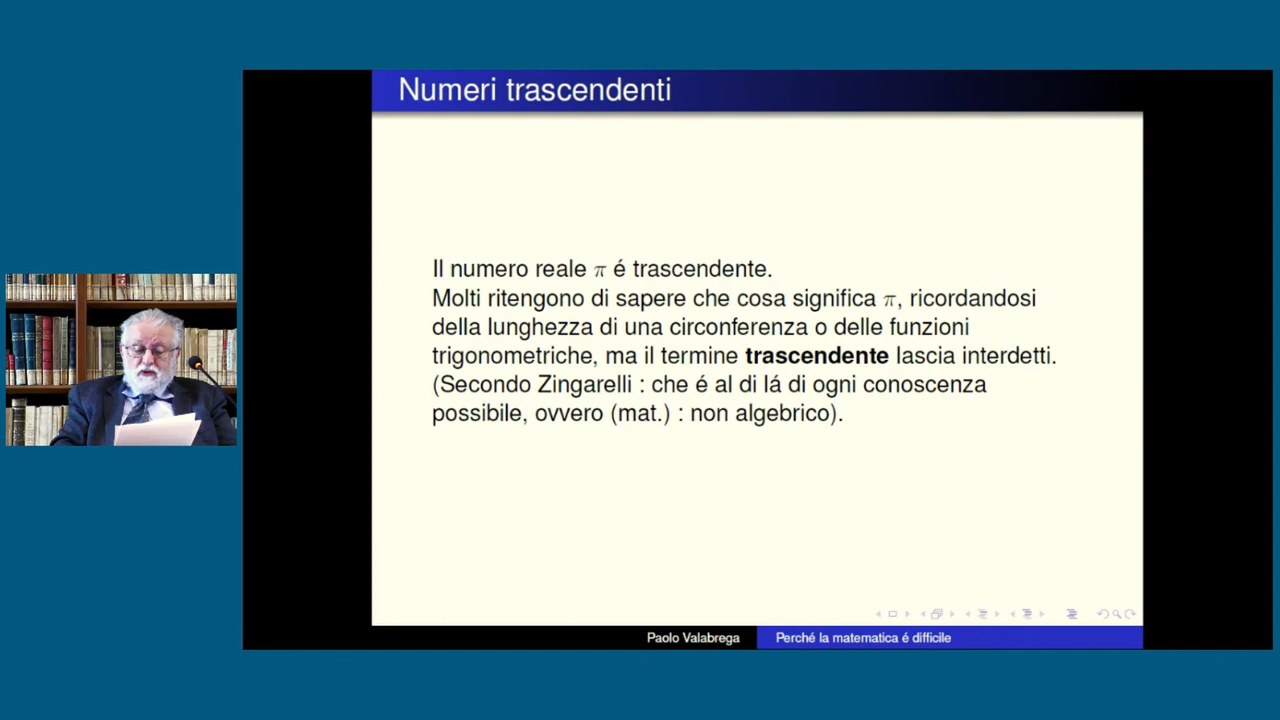 Numeri trascendenti
Il numero reale π é trascendente.
Molti ritengono di sapere che cosa significa π, ricordandosi
della lunghezza di una circonferenza o delle funzioni
trigonometriche, ma il termine trascendente lascia interdetti.
(Secondo Zingarelli : che é al di lá di ogni conoscenza
possibile, ovvero (mat.) : non algebrico).
Paolo Valabrega
Perché la matematica é difficile